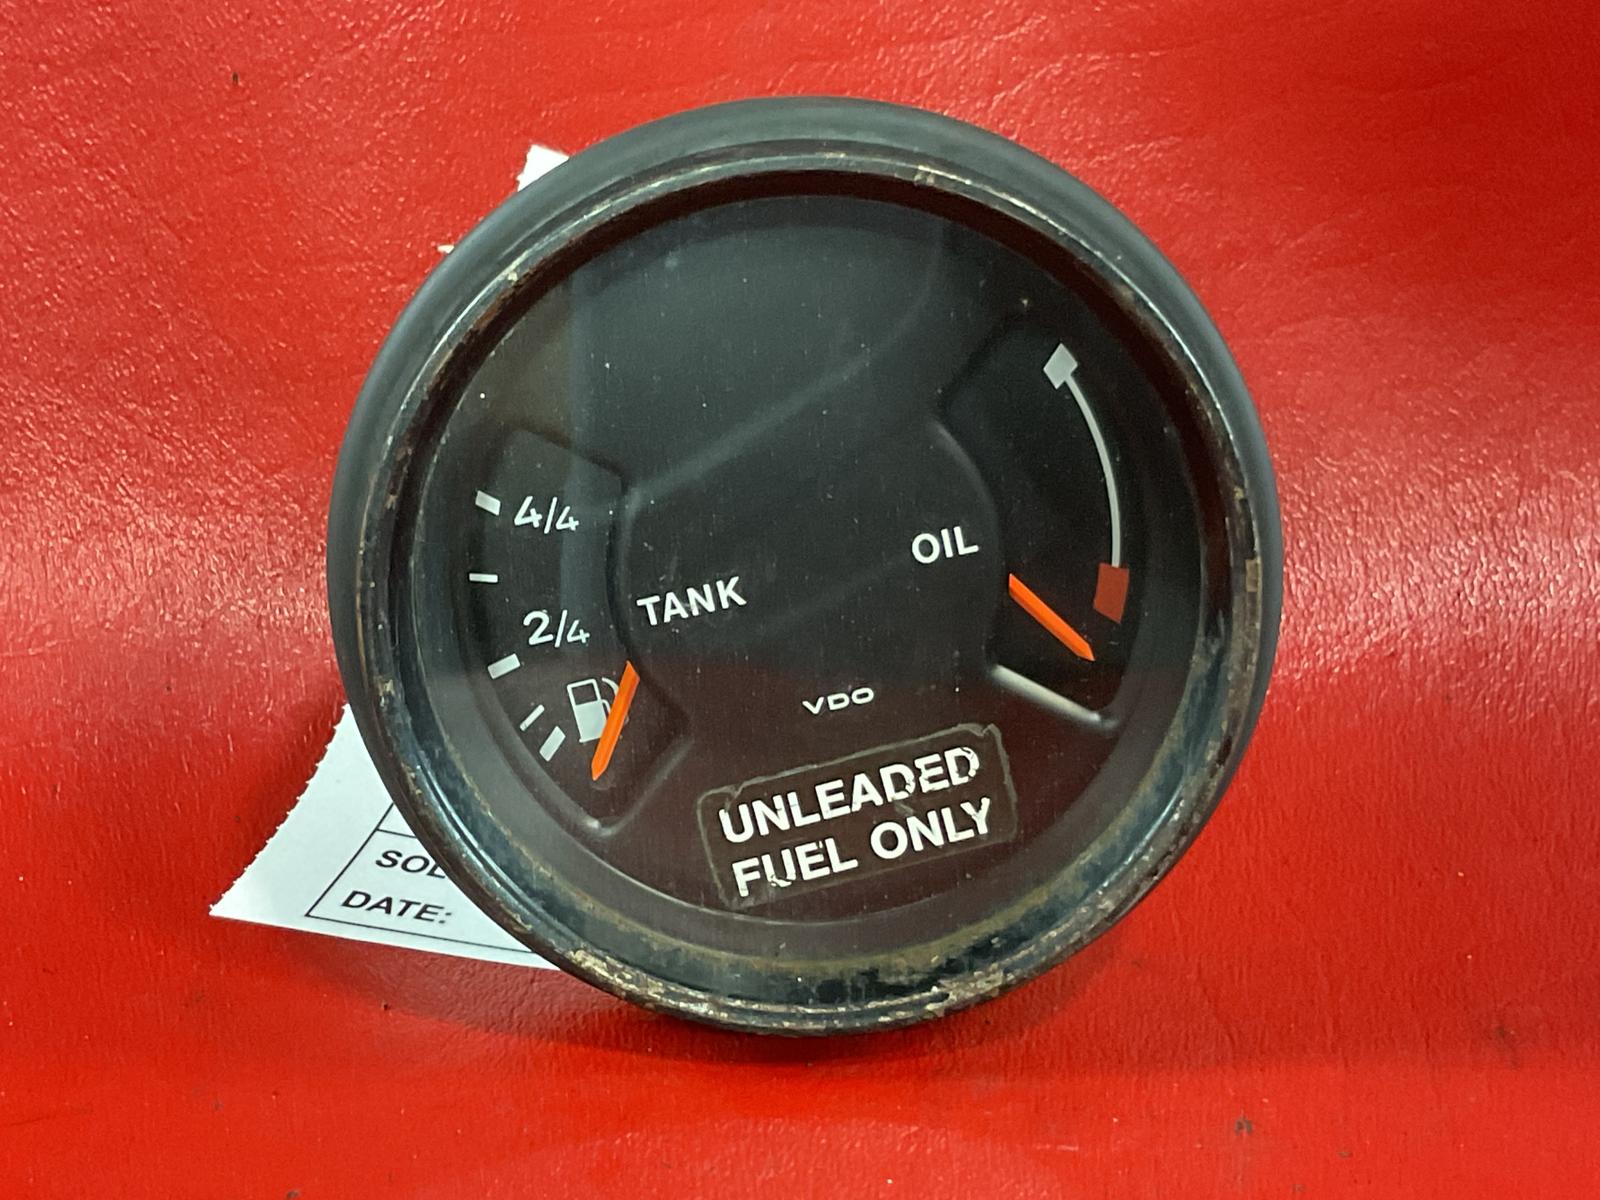 4/4
OIL
TANK
2/4
VDO
UNLEADED
FUEL ONLY
DATE: